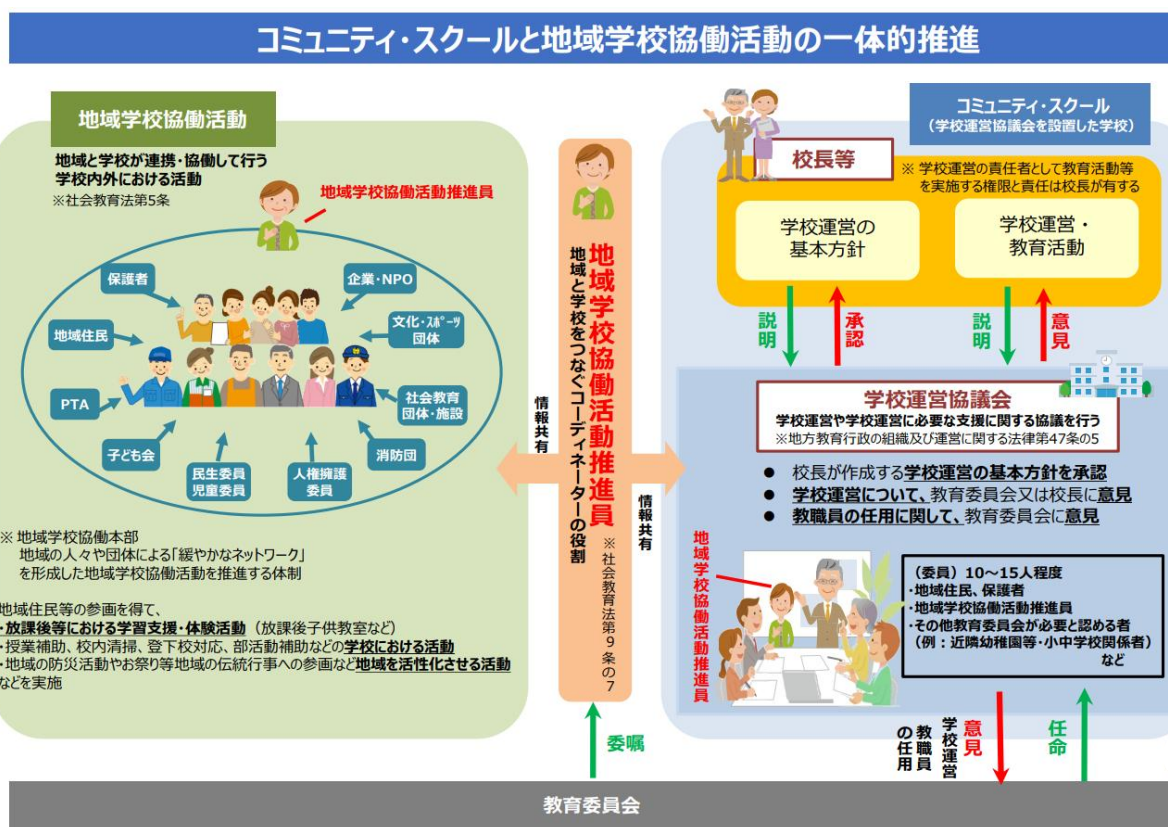 コミュニティ・スクールと地域学校協働活動の一体的推進
地域学校協働活動
地域と学校が連携・協働して行う
学校内外における活動
※社会教育法第5条
地域学校協働活動推進員
保護者
企業・NPO
地域住民
文化・スポーツ
団体
PTA
社会教育
団体・施設
子ども会
民生委員
児童委員
人権擁護
委員
消防団
※ 地域学校協働本部
地域の人々や団体による「緩やかなネットワーク」
を形成した地域学校協働活動を推進する体制
地域住民等の参画を得て、
・放課後等における学習支援・体験活動（放課後子供教室など）
・授業補助、校内清掃、登下校対応、部活動補助などの学校における活動
・地域の防災活動やお祭り等地域の伝統行事への参画など地域を活性化させる活動
などを実施
地域学校協働活動推進員
地域と学校をつなぐコーディネーターの役割
※社会教育法第9条の7
情報共有
情報共有
委嘱
コミュニティ・スクール
（学校運営協議会を設置した学校）
校長等
※ 学校運営の責任者として教育活動等
を実施する権限と責任は校長が有する
学校運営の
基本方針
学校運営・
教育活動
説明
承認
説明
意見
学校運営協議会
学校運営や学校運営に必要な支援に関する協議を行う
※地方教育行政の組織及び運営に関する法律第47条の5
● 校長が作成する学校運営の基本方針を承認
● 学校運営について、教育委員会又は校長に意見
● 教職員の任用に関して、教育委員会に意見
地域学校協働活動推進員
（委員）10～15人程度
・地域住民、保護者
・地域学校協働活動推進員
・その他教育委員会が必要と認める者
（例：近隣幼稚園等・小中学校関係者）
など
学校運営
教職員
の任用
意見
任命
教育委員会